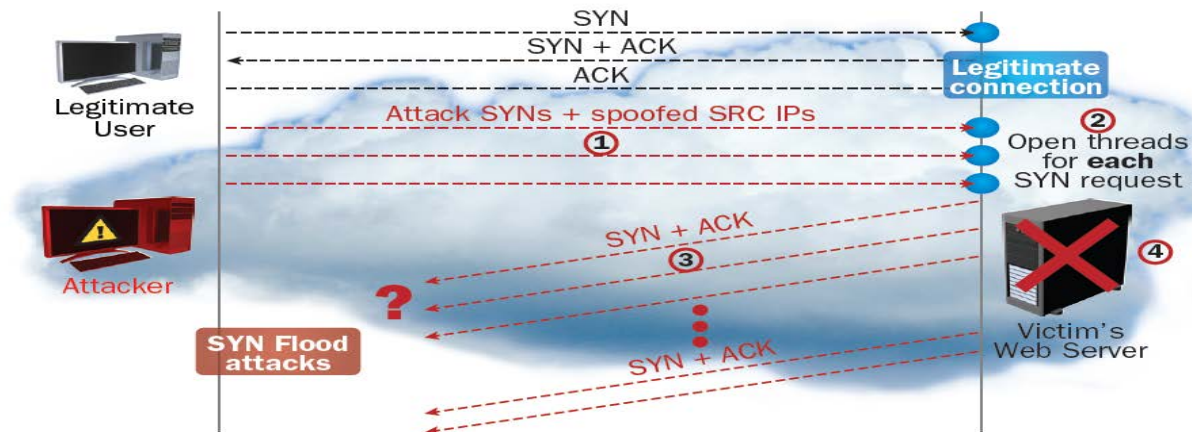 SYN
SYN + ACK
ACK
Legitimate
User
Legitimate
connection
Attack SYNs + spoofed SRC IPs
1
2
Open threads
for each
SYN request
!
Attacker
SYN + ACK
3
4
?
SYN Flood
attacks
Victim's
Web Server
SYN + ACK